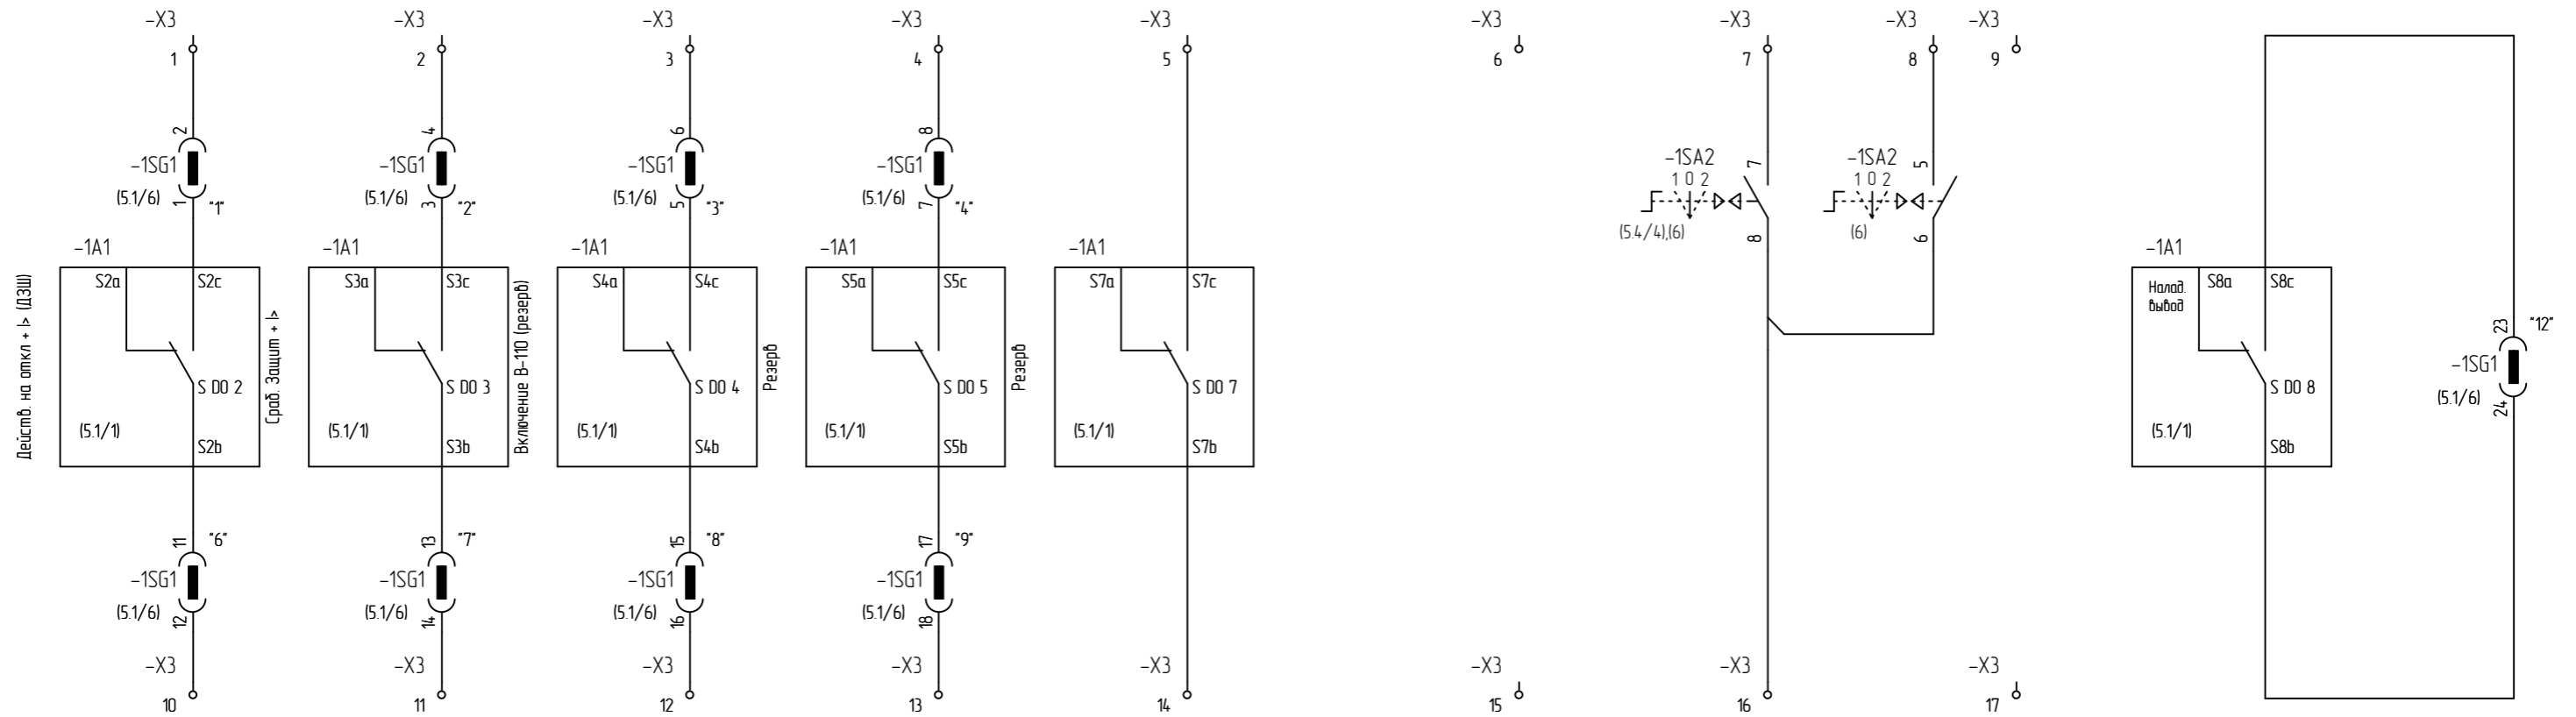 -X3 -X3 -X3 -X3 -X3 -X3 -X3 -X3 -X3
1 2 3 4 5 6 7 8 9
2 4 6 8
-1SG1 -1SG1 -1SG1 -1SG1 -1SA2 7 -1SA2 5
1 0 2 1 0 2
(5.1/6) (5.1/6) (5.1/6) (5.1/6)
1 "1" 3 "2" 5 "3" 7 "4"
(5.4/4),(6) 8 (6) 6
-1A1 -1A1 -1A1 -1A1 -1A1 -1A1
S2a S2c S3a S3c S4a S4c S5a S5c S7a S7c S8a S8c
Налад.
вывод
Действ. на откл + I> (ДЗШ)
Сраб. Защит + I>
Включение В-110 (резерв)
Резерв
Резерв
23 "12"
-1SG1
(5.1/6)
24
S DO 2 S DO 3 S DO 4 S DO 5 S DO 7 S DO 8
(5.1/1) (5.1/1) (5.1/1) (5.1/1) (5.1/1) (5.1/1)
S2b S3b S4b S5b S7b S8b
11 "6" 13 "7" 15 "8" 17 "9"
-1SG1 -1SG1 -1SG1 -1SG1
(5.1/6) (5.1/6) (5.1/6) (5.1/6)
12 14 16 18
-X3 -X3 -X3 -X3 -X3 -X3 -X3 -X3
10 11 12 13 14 15 16 17